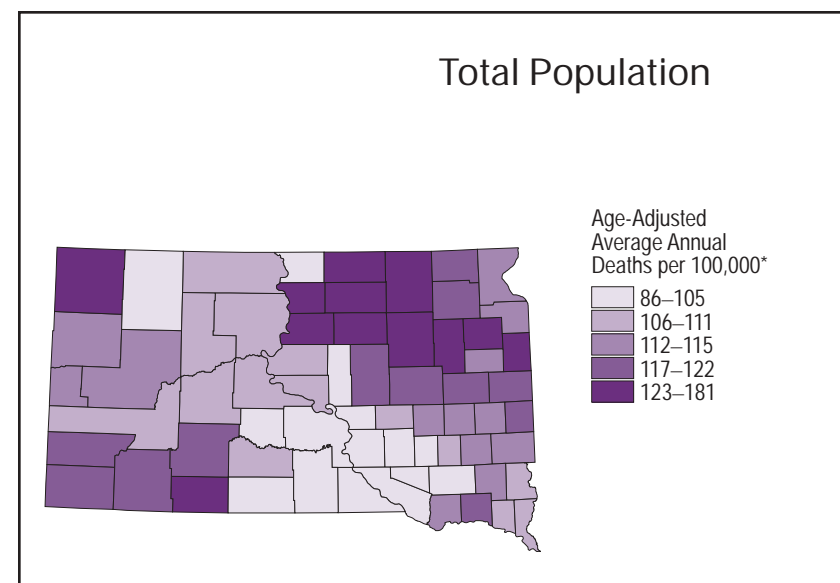 Total Population
Age-Adjusted
Average Annual
Deaths per 100,000*
86–105
106–111
112–115
117–122
123–181